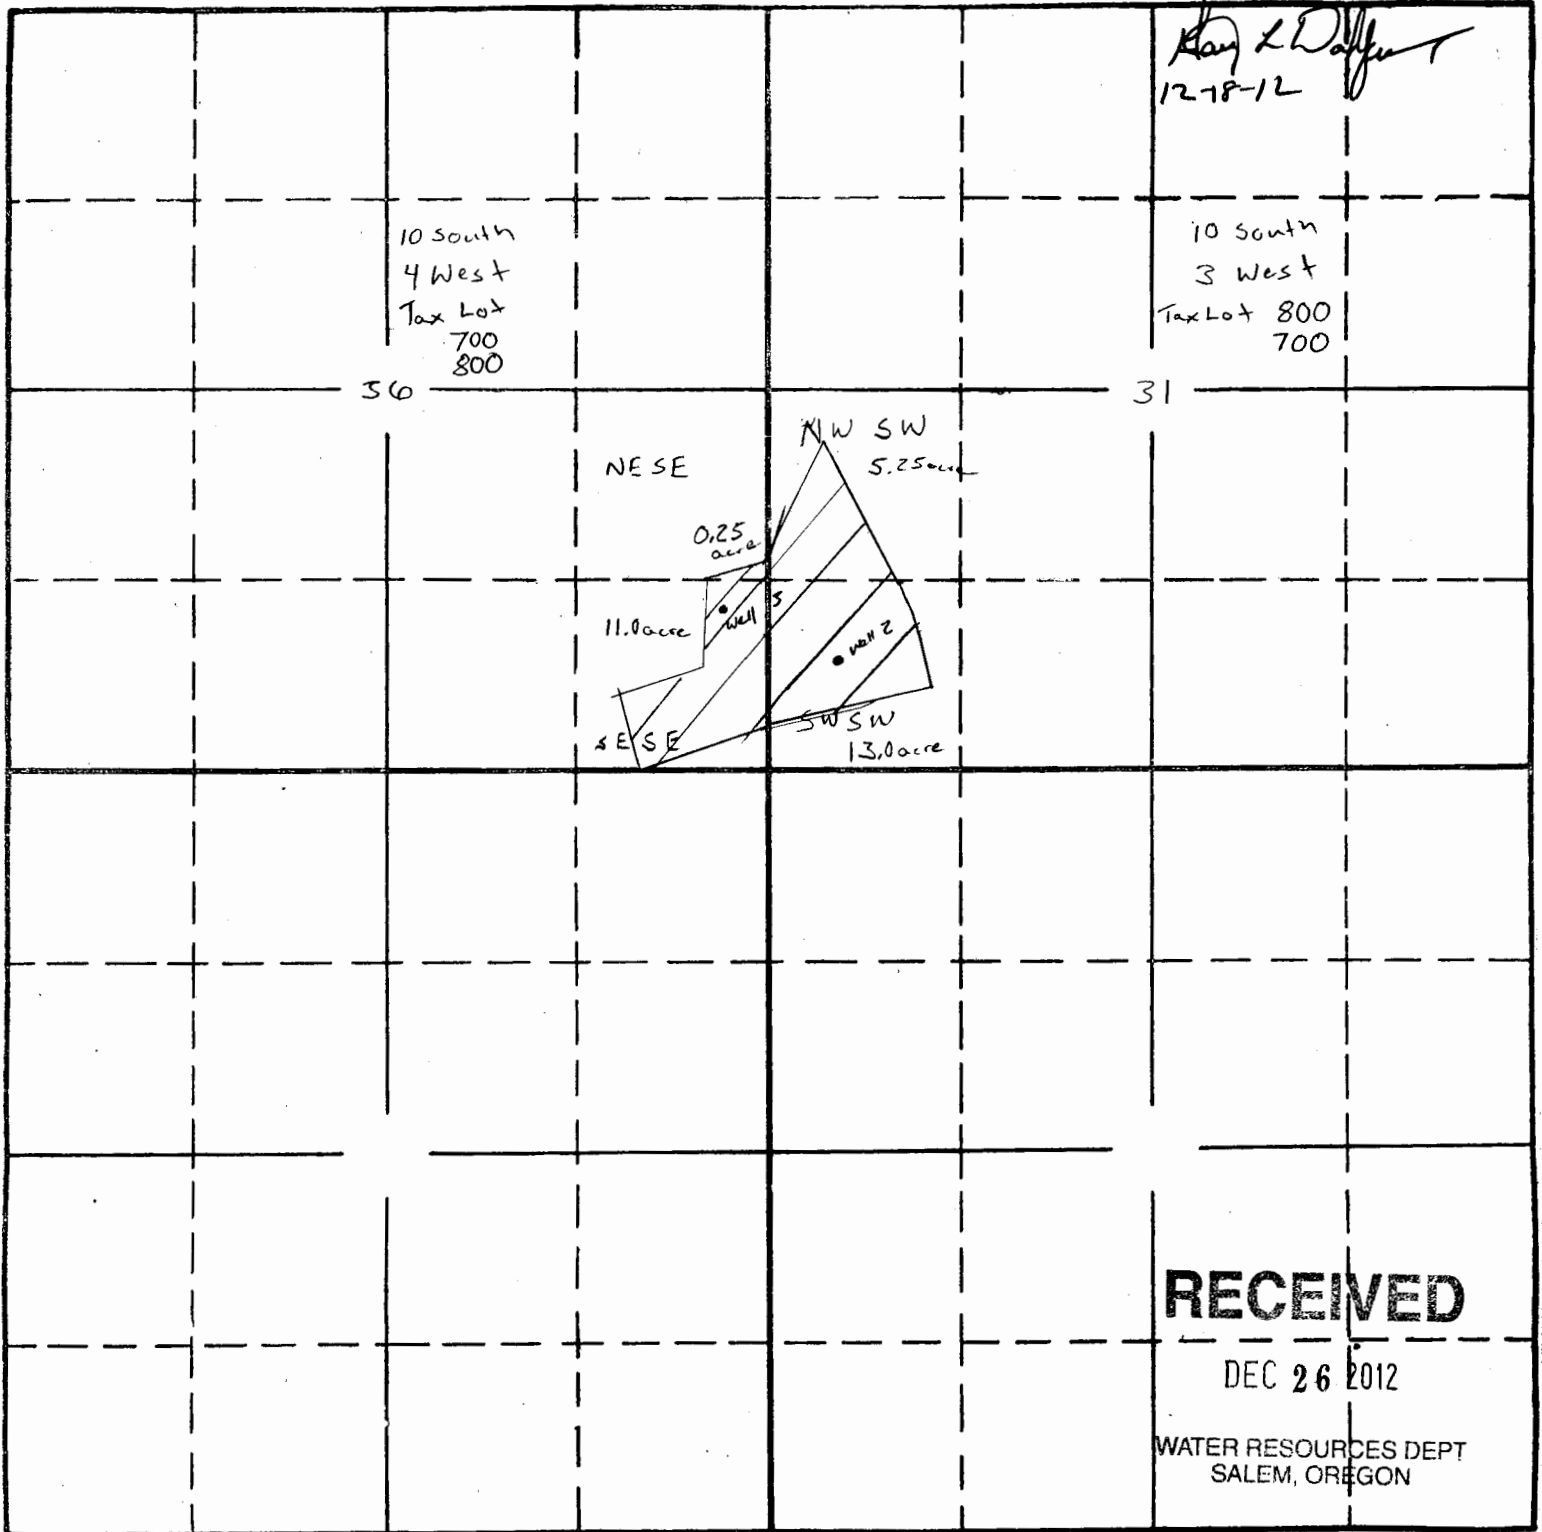 12-18-12
10 South
4 West
Tax Lot
700
800
10 South
3 West
Tax Lot 800
700
36
31
NW SW
5.25 acre
NE SE
0.25
acre
11.0 acre
well
5
well 2
SE SE
SW SW
13.0 acre
RECEIVED
DEC 26 2012
WATER RESOURCES DEPT
SALEM, OREGON